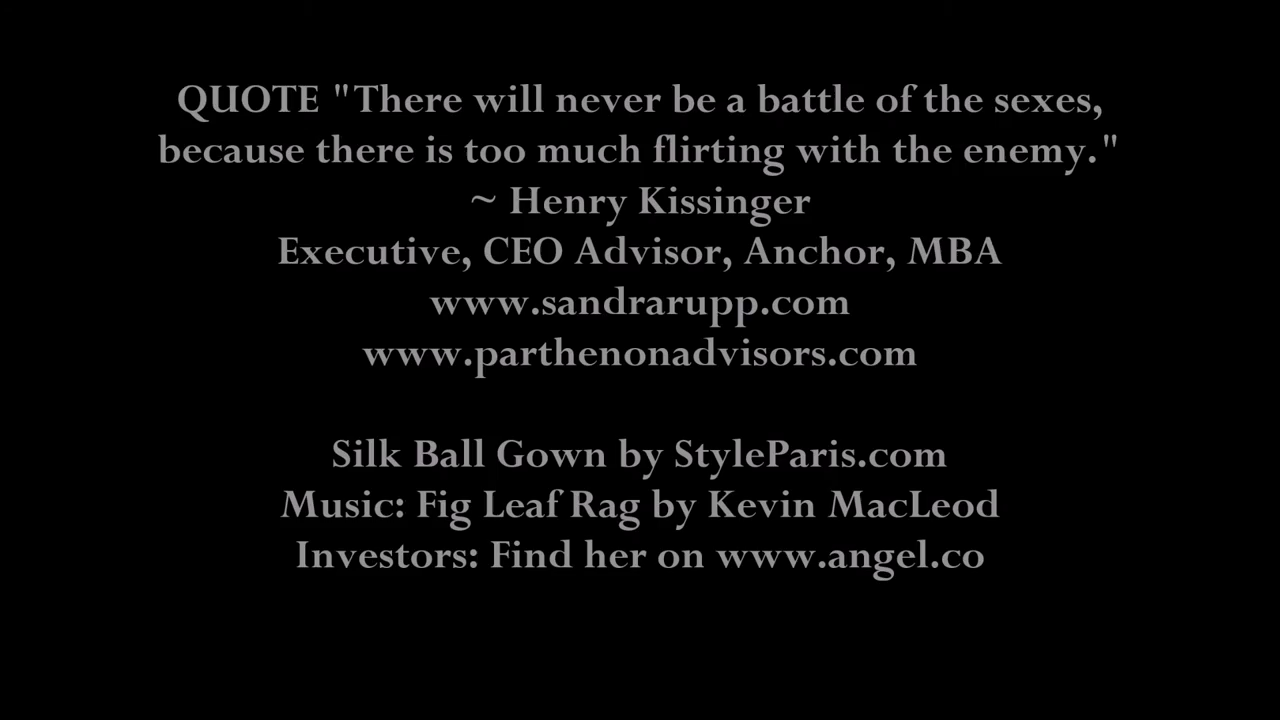 QUOTE "There will never be a battle of the sexes,
because there is too much flirting with the enemy."
~ Henry Kissinger
Executive, CEO Advisor, Anchor, MBA
www.sandrarupp.com
www.parthenonadvisors.com
Silk Ball Gown by StyleParis.com
Music: Fig Leaf Rag by Kevin MacLeod
Investors: Find her on www.angel.co